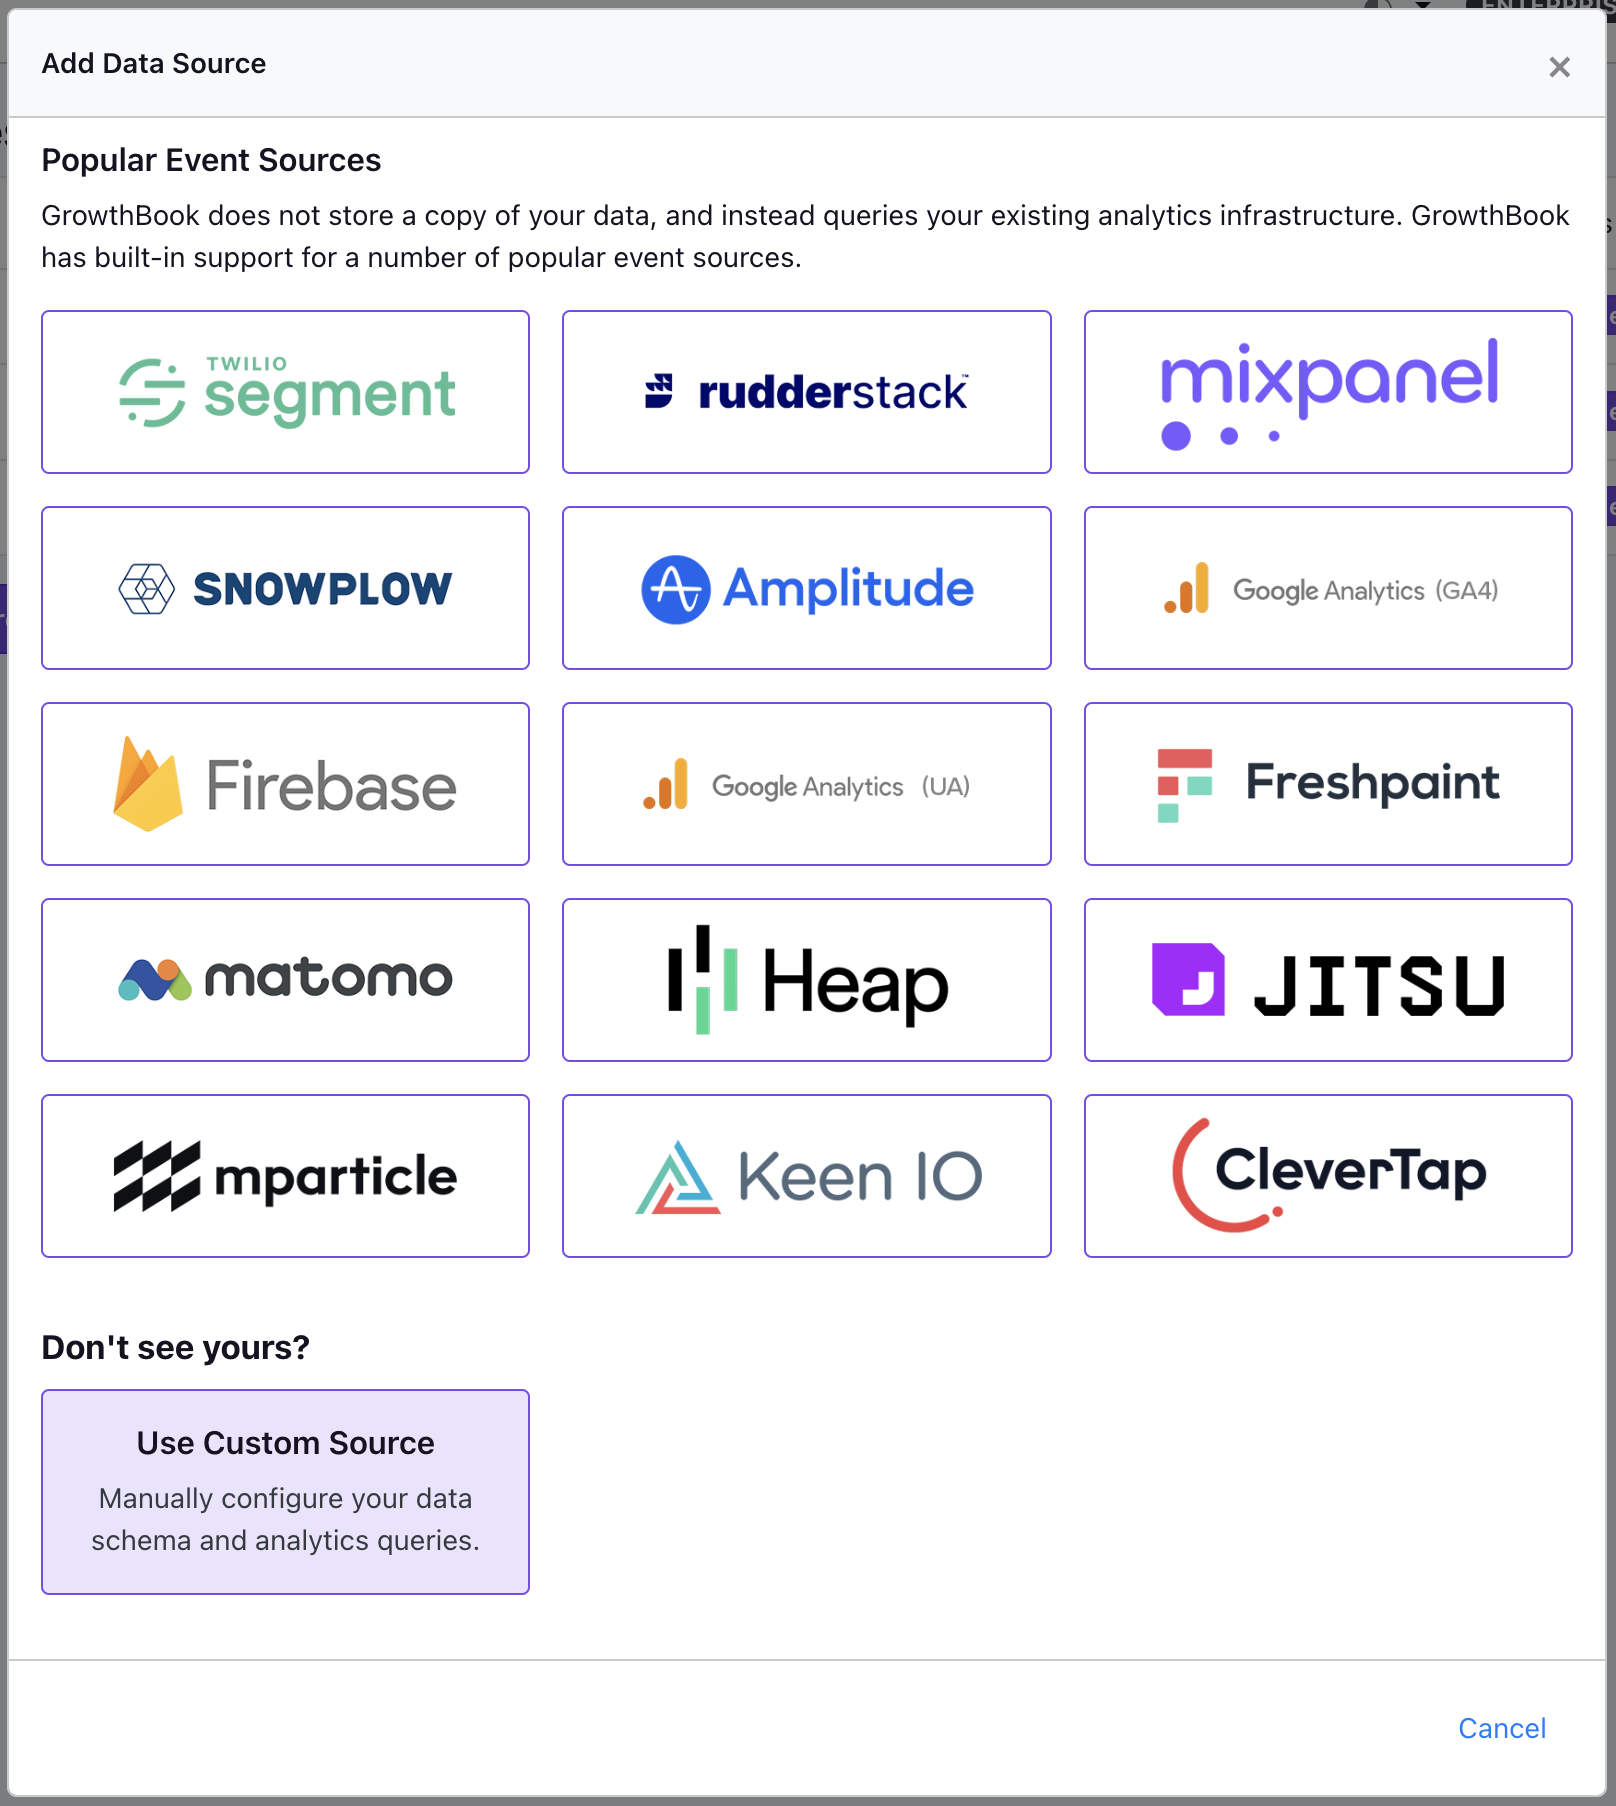 Add Data Source
×
Popular Event Sources
GrowthBook does not store a copy of your data, and instead queries your existing analytics infrastructure. GrowthBook
has built-in support for a number of popular event sources.
TWILIO
segment
rudderstack™
mixpanel
SNOWPLOW
Amplitude
Google Analytics (GA4)
Firebase
Google Analytics (UA)
Freshpaint
matomo
Heap
JITSU
mparticle
Keen IO
CleverTap
Don't see yours?
Use Custom Source
Manually configure your data
schema and analytics queries.
Cancel